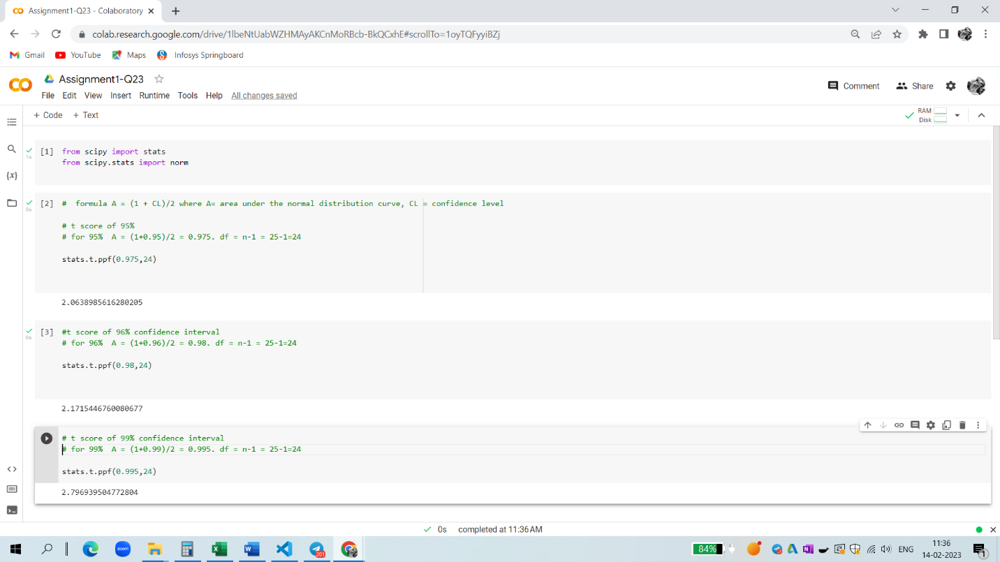 Assignment1-Q23 - Colaboratory
colab.research.google.com/drive/1lbeNtUabWZHMAyAKCnMoRBcb-BkQCxhE#scrollTo=1oyTQFyyiBZj
Gmail YouTube Maps Infosys Springboard
Assignment1-Q23
File Edit View Insert Runtime Tools Help All changes saved
Comment Share
+ Code + Text
RAM
Disk
[1] from scipy import stats
1s
from scipy.stats import norm
{x}
[2] # formula A = (1 + CL)/2 where A= area under the normal distribution curve, CL = confidence level
0s
# t score of 95%
# for 95% A = (1+0.95)/2 = 0.975. df = n-1 = 25-1=24
stats.t.ppf(0.975,24)
2.0638985616280205
[3] #t score of 96% confidence interval
0s
# for 96% A = (1+0.96)/2 = 0.98. df = n-1 = 25-1=24
stats.t.ppf(0.98,24)
2.1715446760080677
# t score of 99% confidence interval
# for 99% A = (1+0.99)/2 = 0.995. df = n-1 = 25-1=24
stats.t.ppf(0.995,24)
2.796939504772804
0s completed at 11:36 AM
zoom
201
84%
ENG
11:36
14-02-2023
1